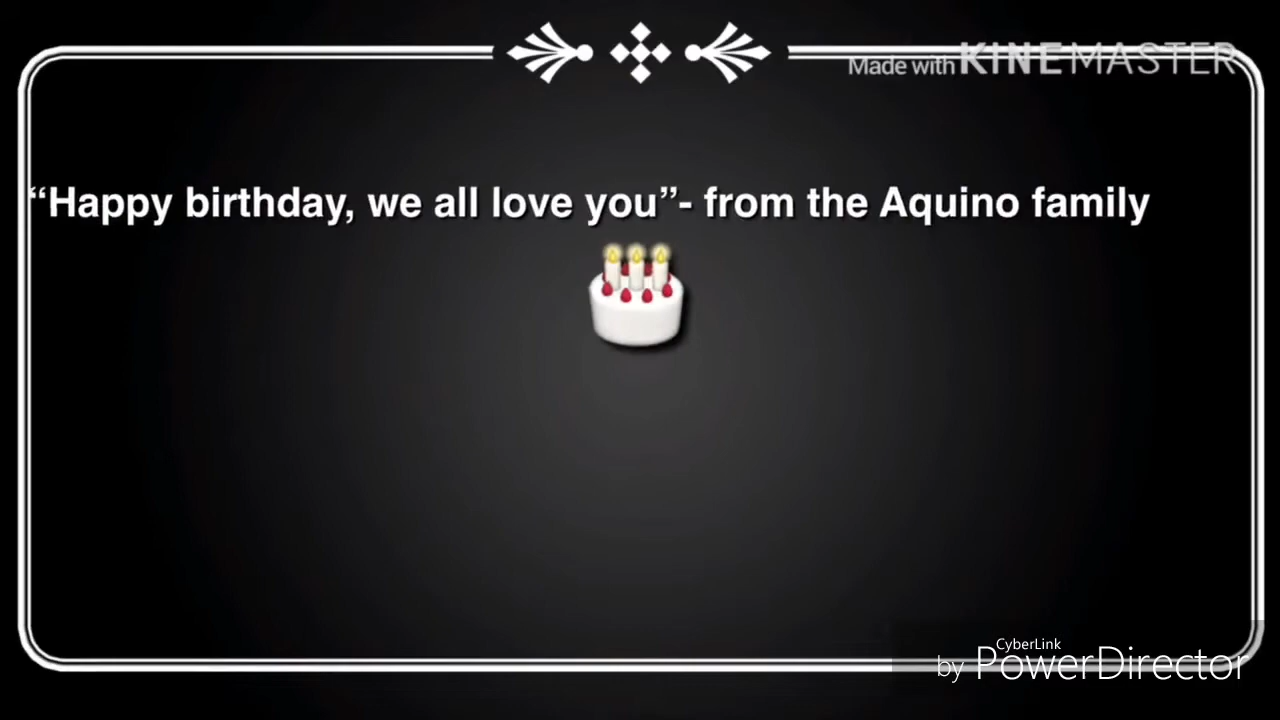 Made with KINEMASTER
“Happy birthday, we all love you”- from the Aquino family
CyberLink
by PowerDirector